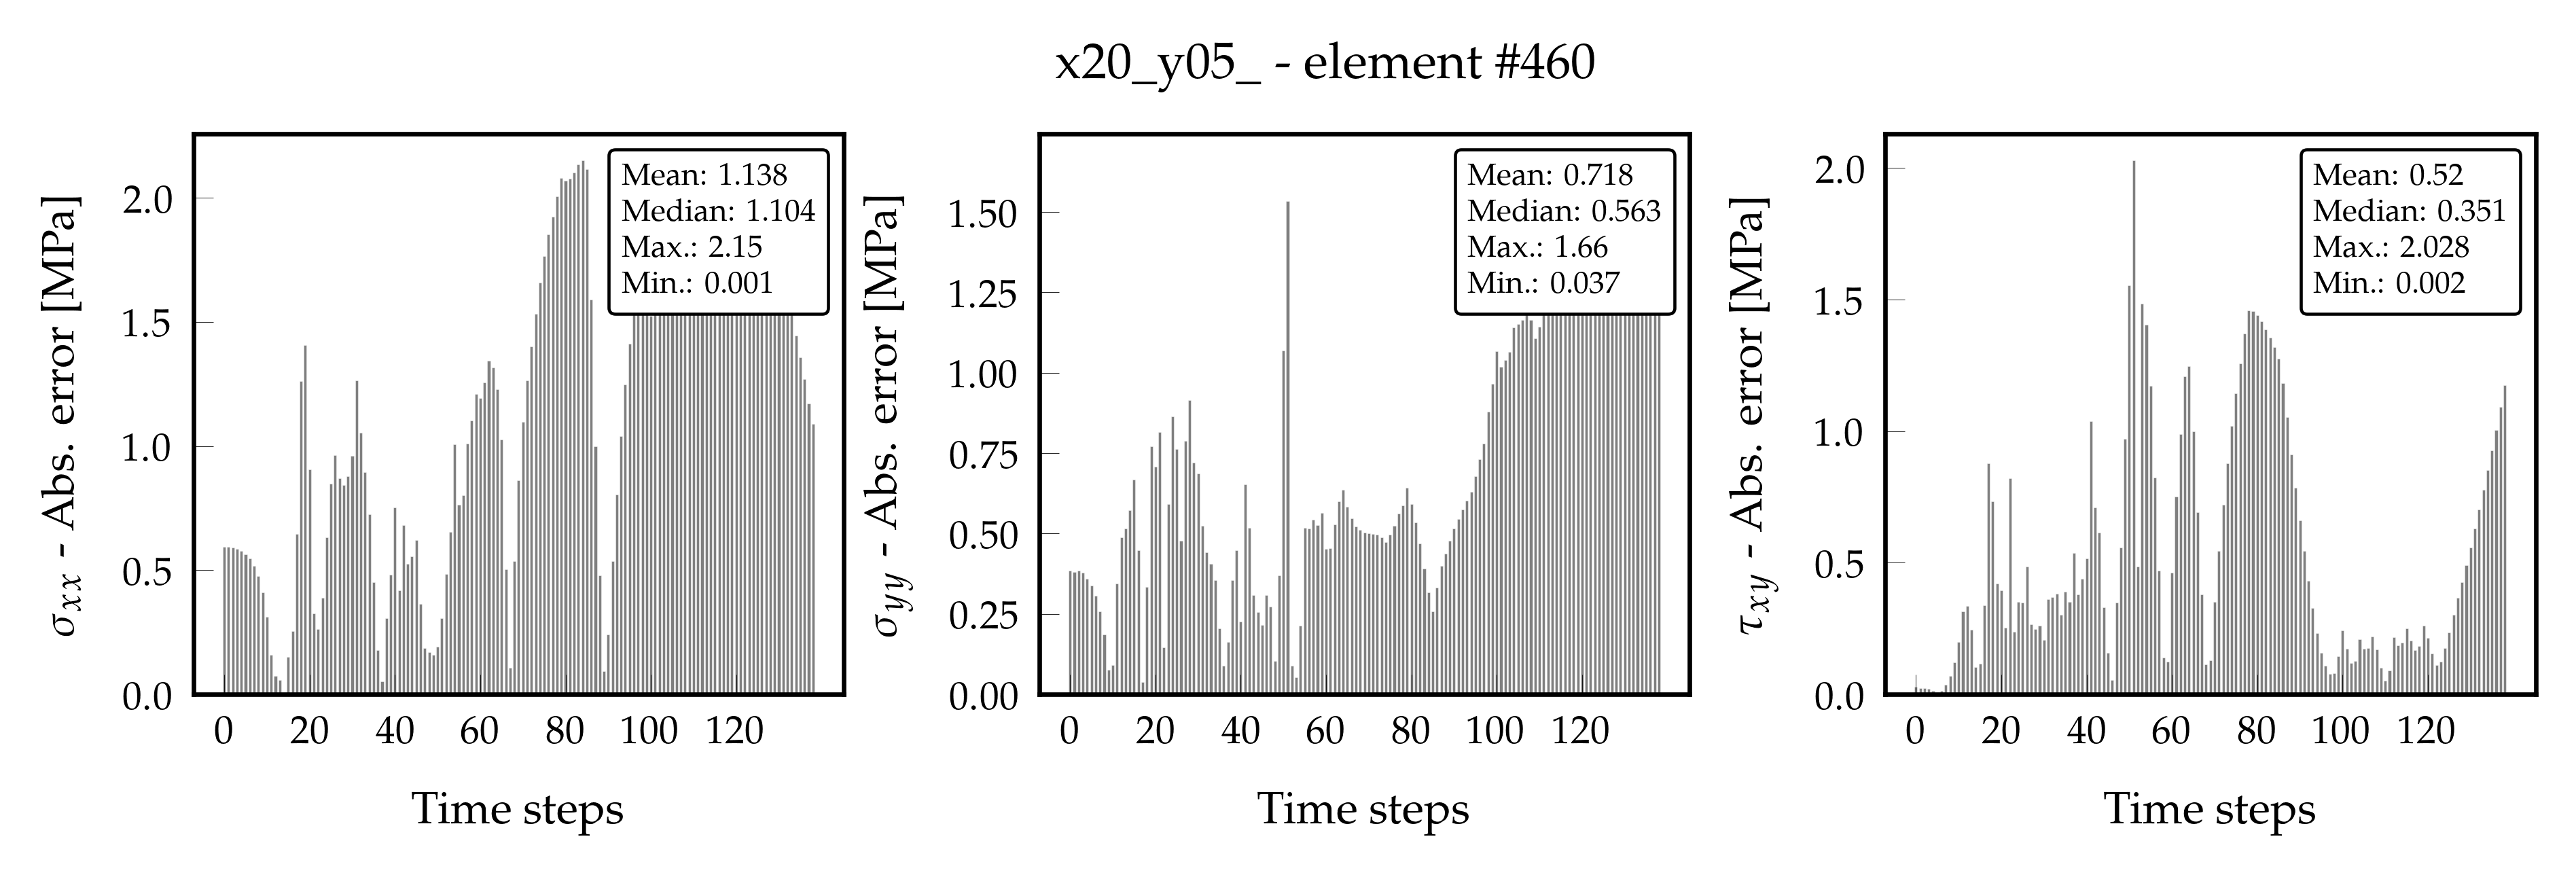 x20_y05_ - element #460
σxx - Abs. error [MPa]
2.0
1.5
1.0
0.5
0.0
Mean: 1.138
Median: 1.104
Max.: 2.15
Min.: 0.001
0 20 40 60 80 100 120
Time steps
σyy - Abs. error [MPa]
1.50
1.25
1.00
0.75
0.50
0.25
0.00
Mean: 0.718
Median: 0.563
Max.: 1.66
Min.: 0.037
0 20 40 60 80 100 120
Time steps
τxy - Abs. error [MPa]
2.0
1.5
1.0
0.5
0.0
Mean: 0.52
Median: 0.351
Max.: 2.028
Min.: 0.002
0 20 40 60 80 100 120
Time steps